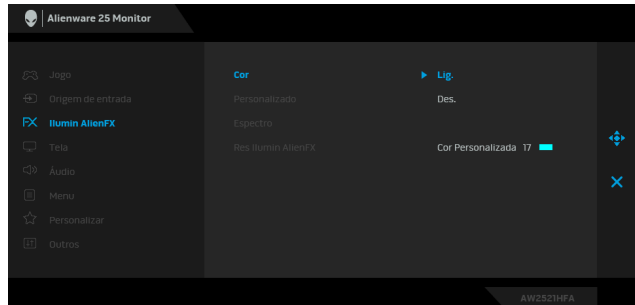 Alienware 25 Monitor
Jogo
Cor
Lig.
Origem de entrada
Personalizado
Des.
FX Ilumin AlienFX
Espectro
Tela
Res Ilumin AlienFX
Cor Personalizada 17
Áudio
Menu
Personalizar
Outros
AW2521HFA